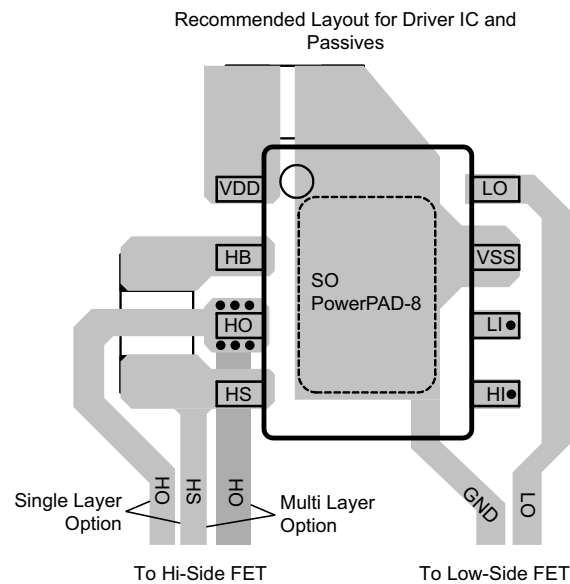 Recommended Layout for Driver IC and
Passives
VDD
LO
HB
VSS
SO
PowerPAD-8
HO
LI
HS
HI
HO
HS
HO
GND
LO
Single Layer
Option
Multi Layer
Option
To Hi-Side FET
To Low-Side FET